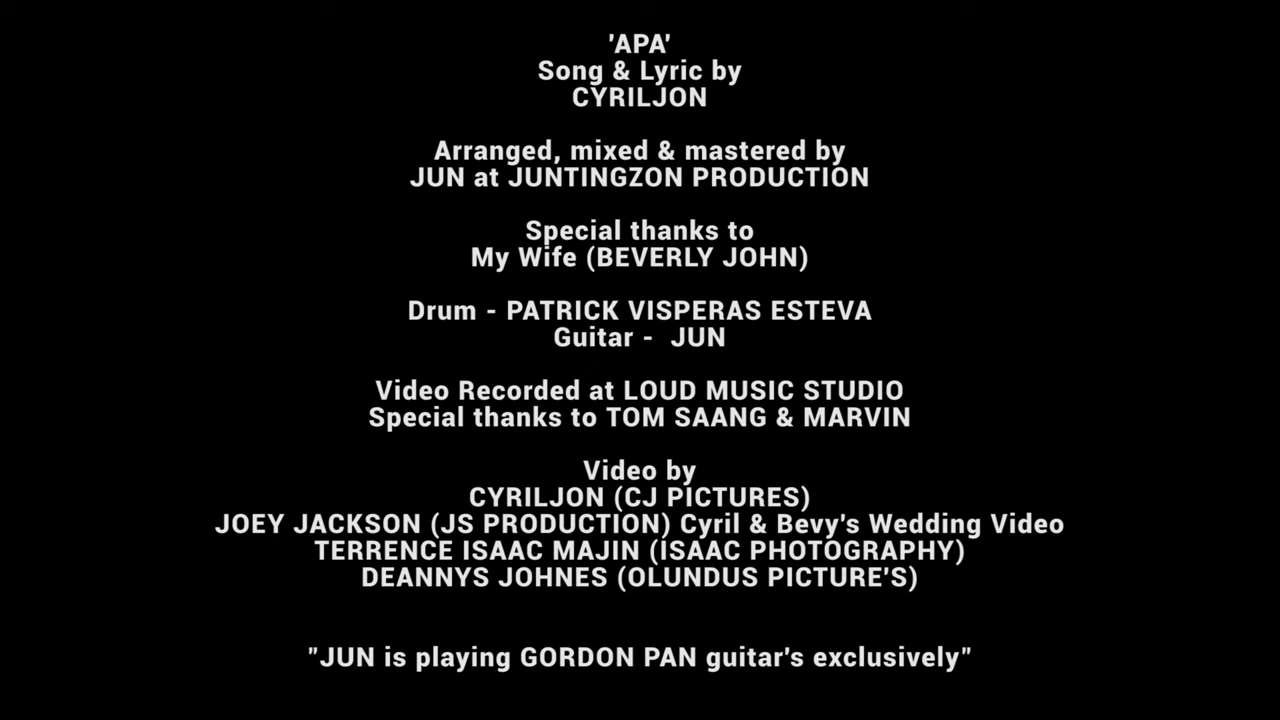 'APA'
Song & Lyric by
CYRILJON
Arranged, mixed & mastered by
JUN at JUNTINGZON PRODUCTION
Special thanks to
My Wife (BEVERLY JOHN)
Drum - PATRICK VISPERAS ESTEVA
Guitar -  JUN
Video Recorded at LOUD MUSIC STUDIO
Special thanks to TOM SAANG & MARVIN
Video by
CYRILJON (CJ PICTURES)
JOEY JACKSON (JS PRODUCTION) Cyril & Bevy's Wedding Video
TERRENCE ISAAC MAJIN (ISAAC PHOTOGRAPHY)
DEANNYS JOHNES (OLUNDUS PICTURE'S)
"JUN is playing GORDON PAN guitar's exclusively"